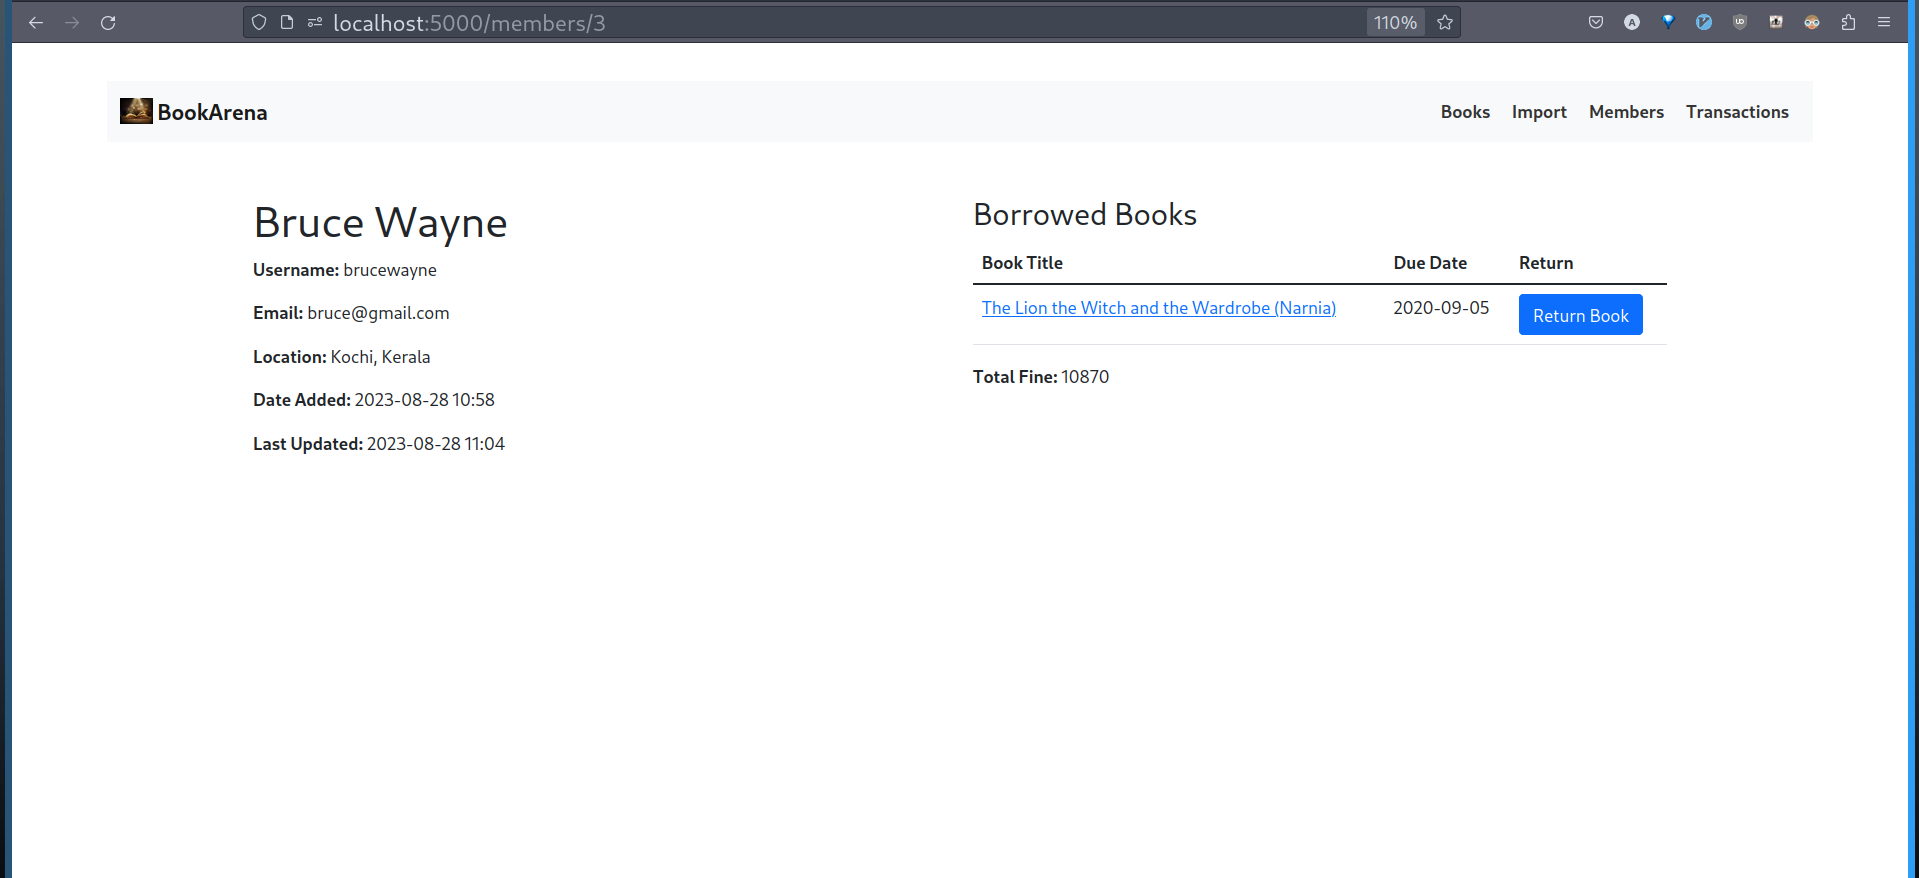 localhost:5000/members/3
110%
BookArena
Books Import Members Transactions
Bruce Wayne
Username: brucewayne
Email: bruce@gmail.com
Location: Kochi, Kerala
Date Added: 2023-08-28 10:58
Last Updated: 2023-08-28 11:04
Borrowed Books
Book Title Due Date Return
The Lion the Witch and the Wardrobe (Narnia) 2020-09-05 Return Book
Total Fine: 10870